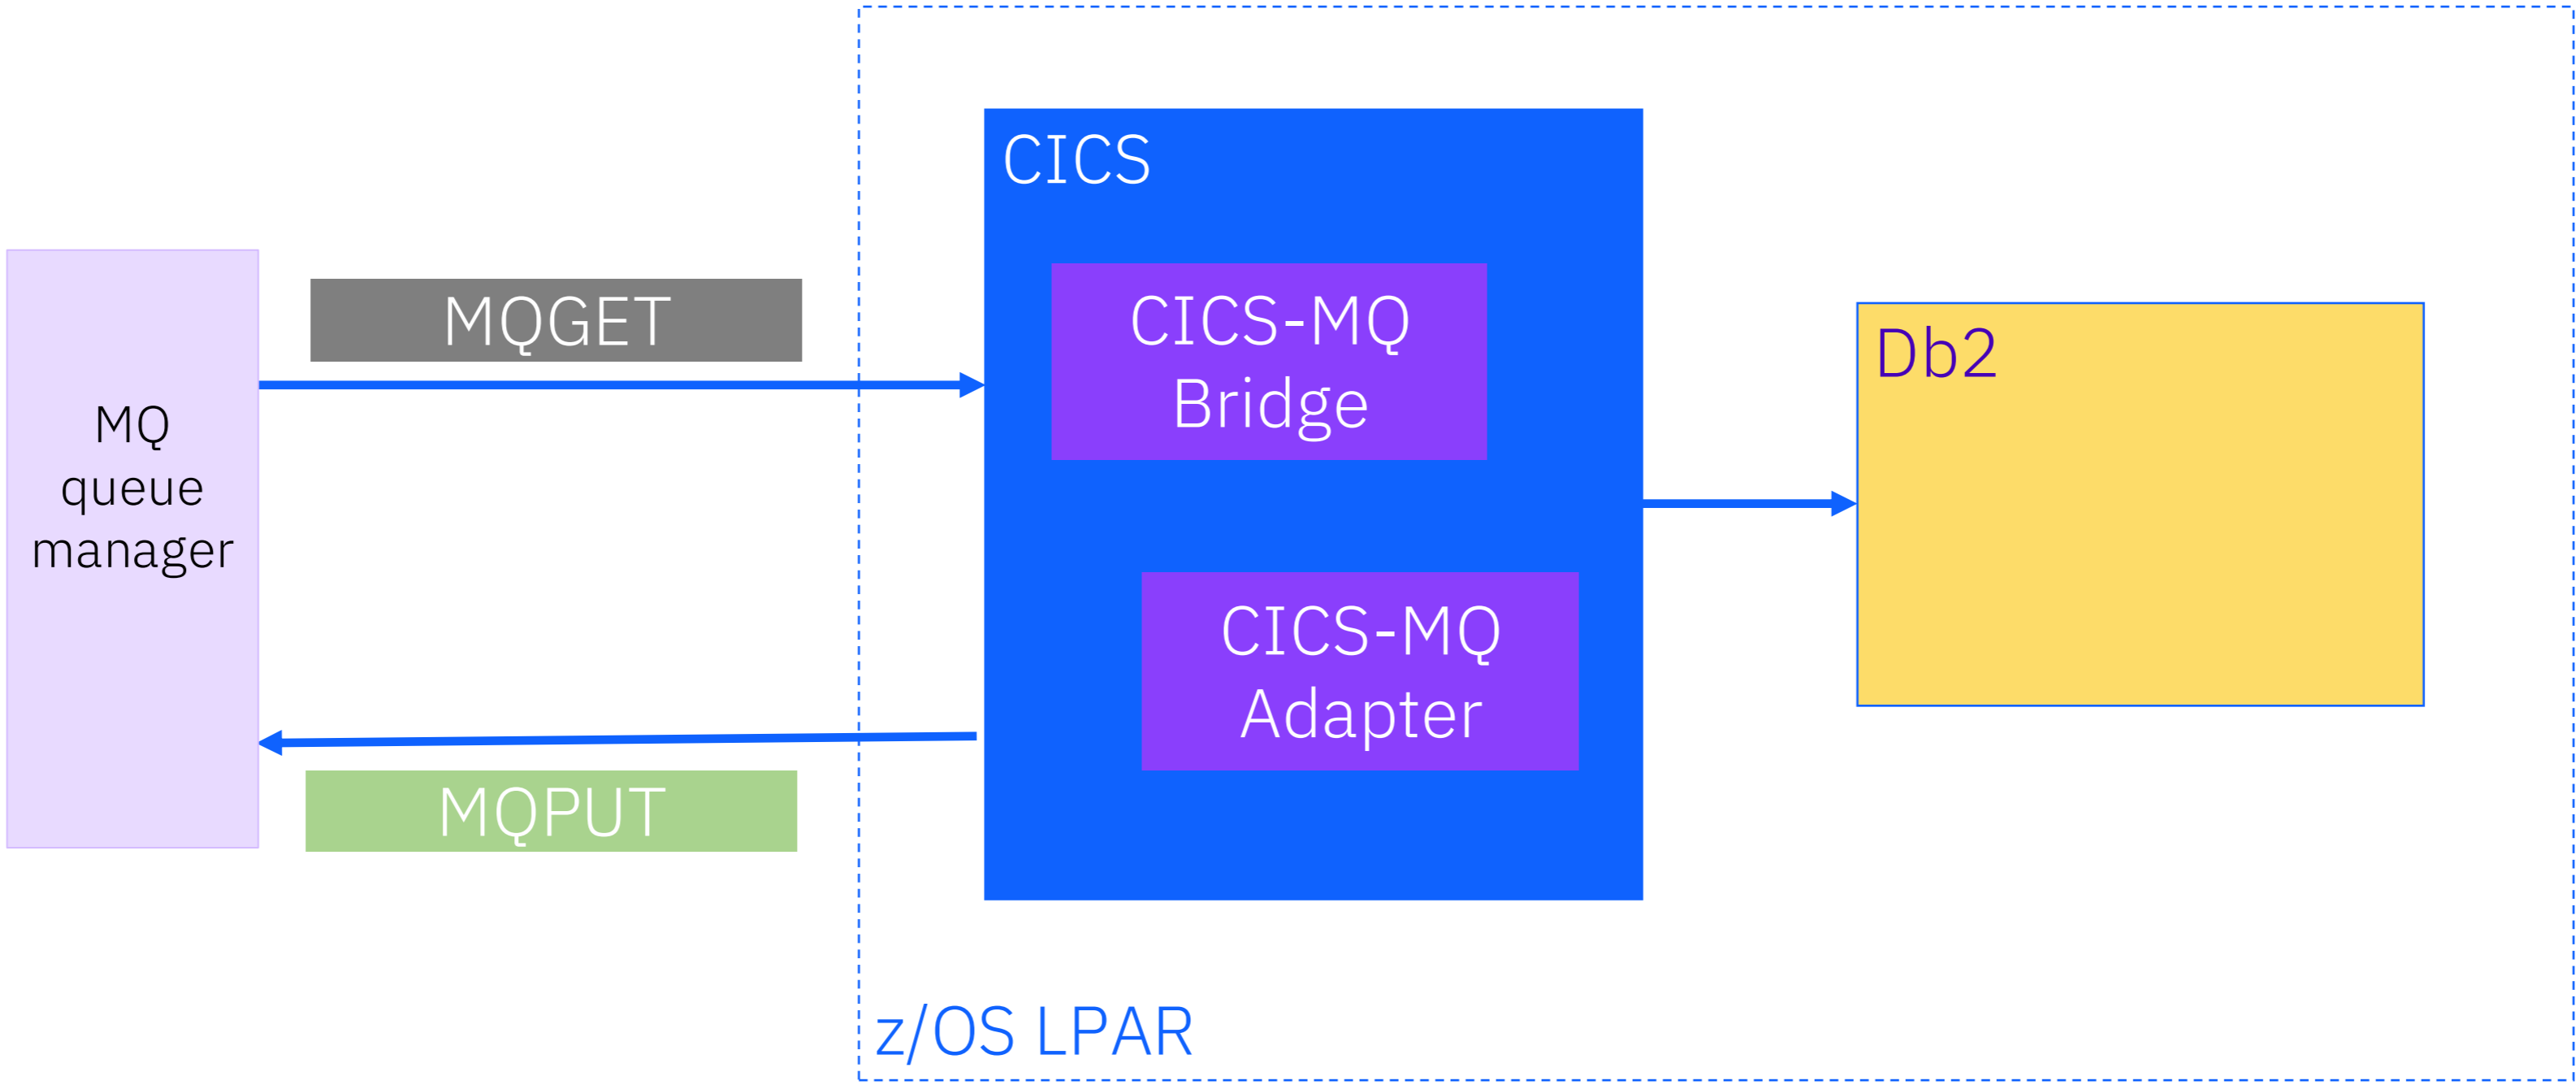 CICS
MQGET
CICS-MQ
Bridge
Db2
MQ
queue
manager
CICS-MQ
Adapter
MQPUT
z/OS LPAR